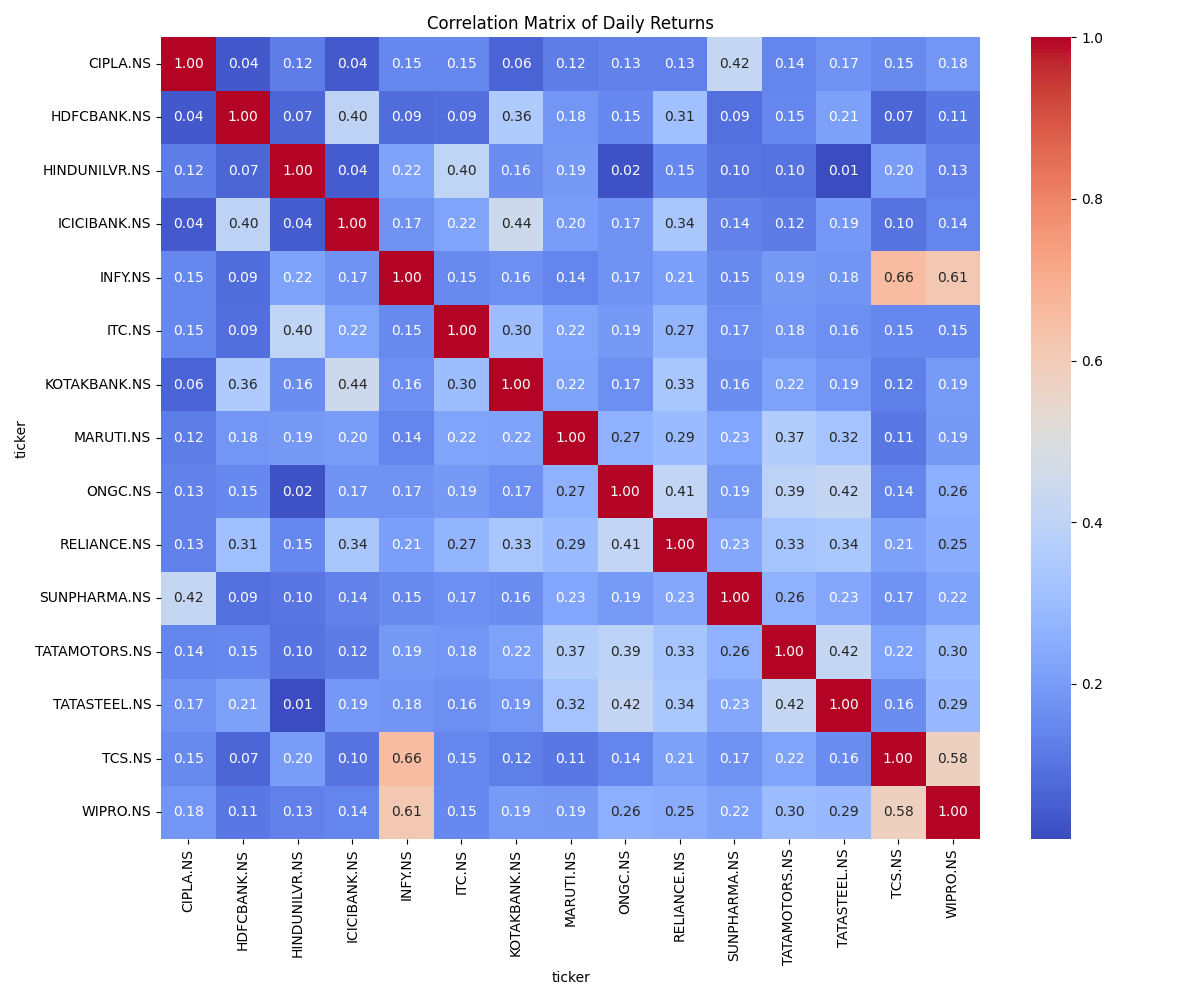 Correlation Matrix of Daily Returns
CIPLA.NS 1.00 0.04 0.12 0.04 0.15 0.15 0.06 0.12 0.13 0.13 0.42 0.14 0.17 0.15 0.18
HDFCBANK.NS 0.04 1.00 0.07 0.40 0.09 0.09 0.36 0.18 0.15 0.31 0.09 0.15 0.21 0.07 0.11
HINDUNILVR.NS 0.12 0.07 1.00 0.04 0.22 0.40 0.16 0.19 0.02 0.15 0.10 0.10 0.01 0.20 0.13
ICICIBANK.NS 0.04 0.40 0.04 1.00 0.17 0.22 0.44 0.20 0.17 0.34 0.14 0.12 0.19 0.10 0.14
INFY.NS 0.15 0.09 0.22 0.17 1.00 0.15 0.16 0.14 0.17 0.21 0.15 0.19 0.18 0.66 0.61
ITC.NS 0.15 0.09 0.40 0.22 0.15 1.00 0.30 0.22 0.19 0.27 0.17 0.18 0.16 0.15 0.15
KOTAKBANK.NS 0.06 0.36 0.16 0.44 0.16 0.30 1.00 0.22 0.17 0.33 0.16 0.22 0.19 0.12 0.19
MARUTI.NS 0.12 0.18 0.19 0.20 0.14 0.22 0.22 1.00 0.27 0.29 0.23 0.37 0.32 0.11 0.19
ONGC.NS 0.13 0.15 0.02 0.17 0.17 0.19 0.17 0.27 1.00 0.41 0.19 0.39 0.42 0.14 0.26
RELIANCE.NS 0.13 0.31 0.15 0.34 0.21 0.27 0.33 0.29 0.41 1.00 0.23 0.33 0.34 0.21 0.25
SUNPHARMA.NS 0.42 0.09 0.10 0.14 0.15 0.17 0.16 0.23 0.19 0.23 1.00 0.26 0.23 0.17 0.22
TATAMOTORS.NS 0.14 0.15 0.10 0.12 0.19 0.18 0.22 0.37 0.39 0.33 0.26 1.00 0.42 0.22 0.30
TATASTEEL.NS 0.17 0.21 0.01 0.19 0.18 0.16 0.19 0.32 0.42 0.34 0.23 0.42 1.00 0.16 0.29
TCS.NS 0.15 0.07 0.20 0.10 0.66 0.15 0.12 0.11 0.14 0.21 0.17 0.22 0.16 1.00 0.58
WIPRO.NS 0.18 0.11 0.13 0.14 0.61 0.15 0.19 0.19 0.26 0.25 0.22 0.30 0.29 0.58 1.00
ticker
CIPLA.NS HDFCBANK.NS HINDUNILVR.NS ICICIBANK.NS INFY.NS ITC.NS KOTAKBANK.NS MARUTI.NS ONGC.NS RELIANCE.NS SUNPHARMA.NS TATAMOTORS.NS TATASTEEL.NS TCS.NS WIPRO.NS
ticker
1.0
0.8
0.6
0.4
0.2